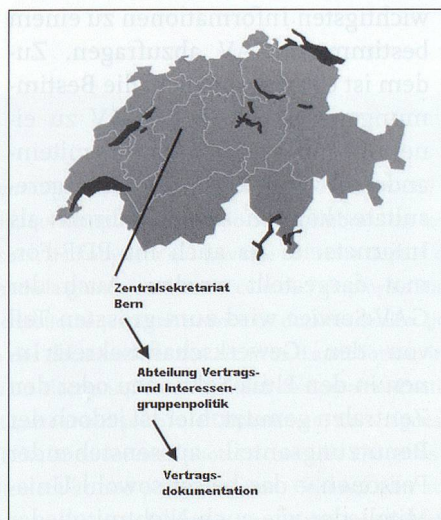 Zentralsekretariat
Bern
Abteilung Vertrags-
und Interessen-
gruppenpolitik
Vertrags-
dokumentation